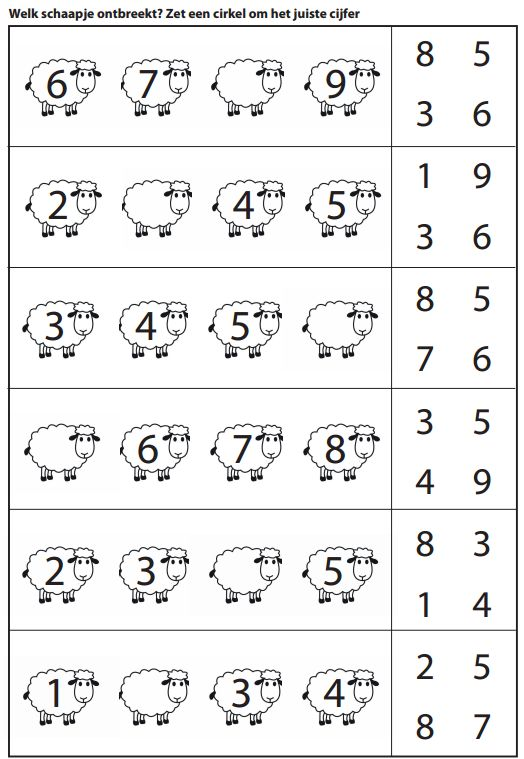 Welk schaapje ontbreekt? Zet een cirkel om het juiste cijfer
6 7 9 8 5
3 6
2 4 5 1 9
3 6
3 4 5 8 5
7 6
6 7 8 3 5
4 9
2 3 5 8 3
1 4
1 3 4 2 5
8 7